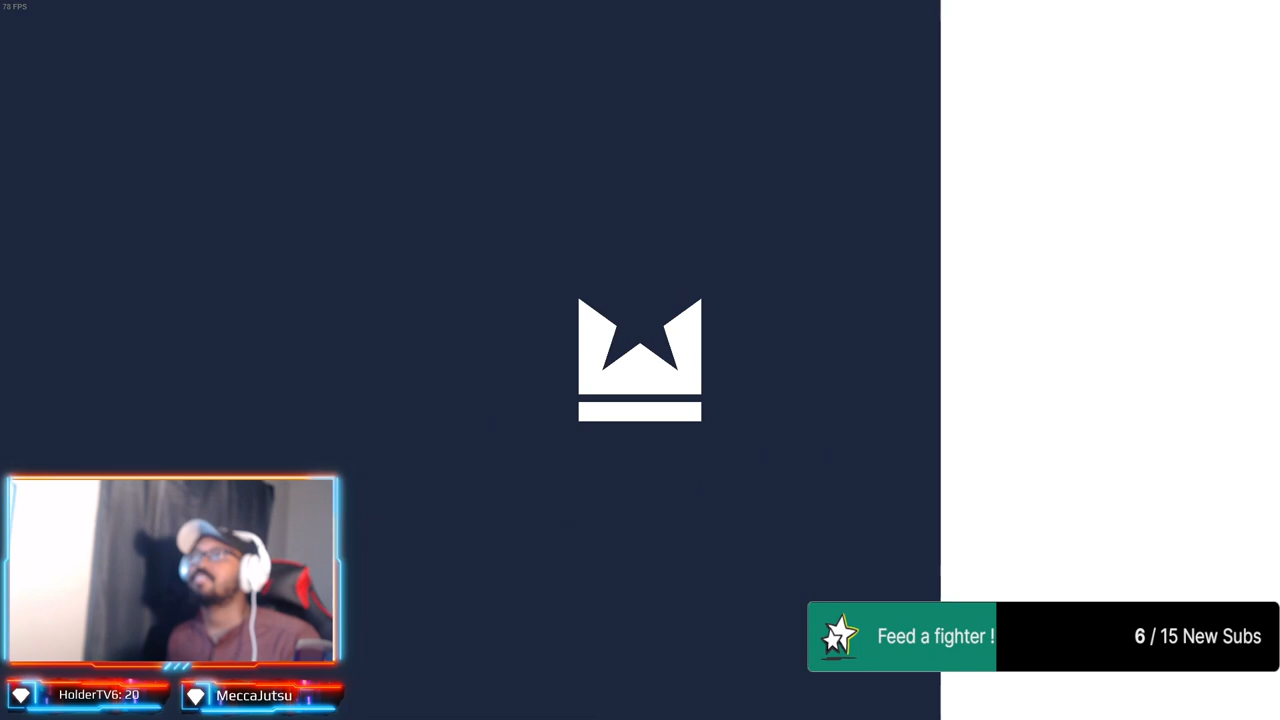 78 FPS
Feed a fighter !
6 / 15 New Subs
HolderTV6: 20
MeccaJutsu